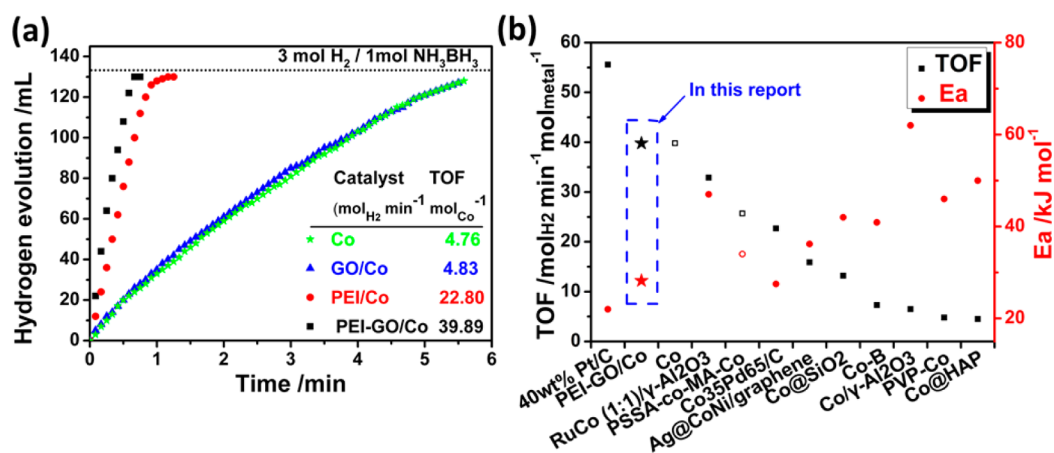 (a)
3 mol H2 / 1mol NH3BH3
Hydrogen evolution /mL
140
120
100
80
60
40
20
0
Catalyst TOF
(molH2 min-1 molCo-1)
Co 4.76
GO/Co 4.83
PEI/Co 22.80
PEI-GO/Co 39.89
0 1 2 3 4 5 6
Time /min
(b)
TOF /molH2 min-1 molmetal-1
60
50
40
30
20
10
0
In this report
TOF
Ea
80
60
40
20
Ea/kJ mol-1
40wt% Pt/C
PEI-GO/Co
Co
RuCo (1:1)/γ-Al2O3
PSSA-co-MA-Co
Co35Pd65/C
Ag@CoNi/graphene
Co@SiO2
Co-B
Co/γ-Al2O3
PVP-Co
Co@HAP